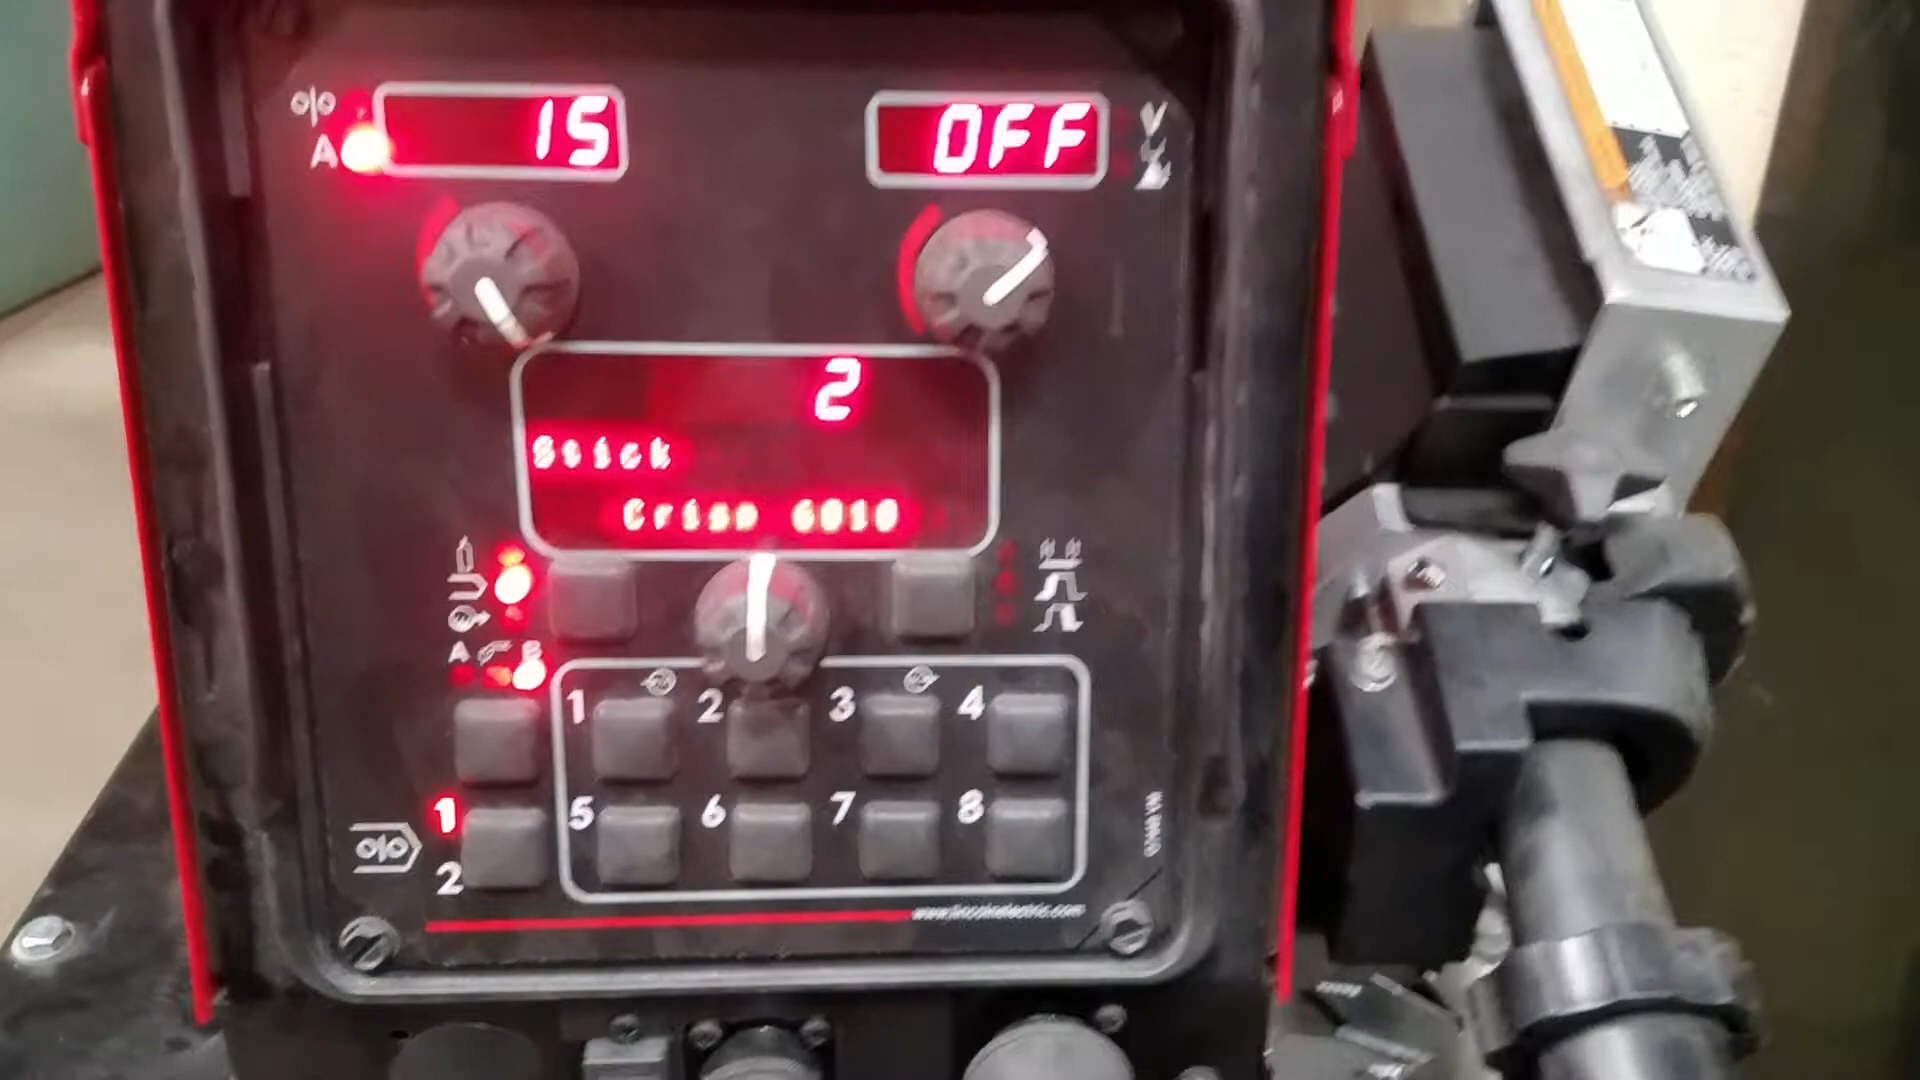 15
OFF
A
V
2
Stick
Crisp 6010
A B
1 2 3 4
1
5 6 7 8
2
www.lincolnelectric.com